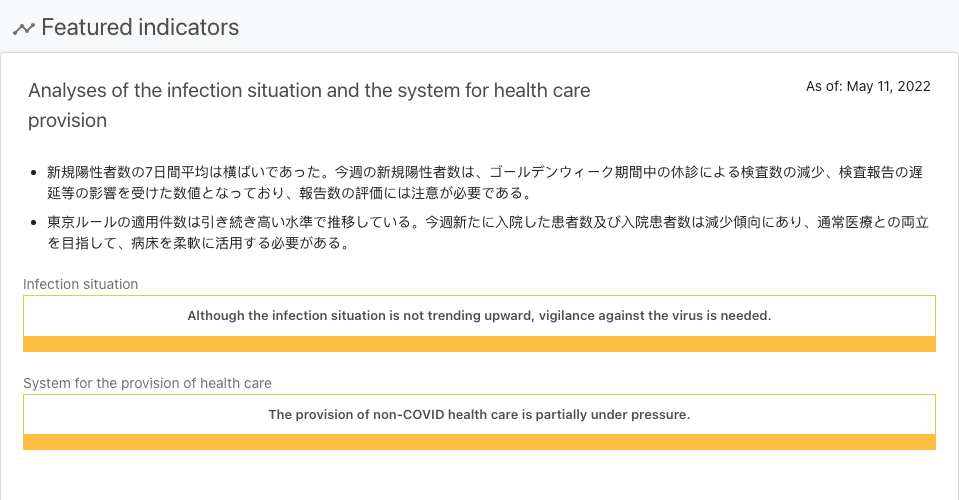 Featured indicators
Analyses of the infection situation and the system for health care
provision
As of: May 11, 2022
新規陽性者数の7日間平均は横ばいであった。今週の新規陽性者数は、ゴールデンウィーク期間中の休診による検査数の減少、検査報告の遅
延等の影響を受けた数値となっており、報告数の評価には注意が必要である。
東京ルールの適用件数は引き続き高い水準で推移している。今週新たに入院した患者数及び入院患者数は減少傾向にあり、通常医療との両立
を目指して、病床を柔軟に活用する必要がある。
Infection situation
Although the infection situation is not trending upward, vigilance against the virus is needed.
System for the provision of health care
The provision of non-COVID health care is partially under pressure.